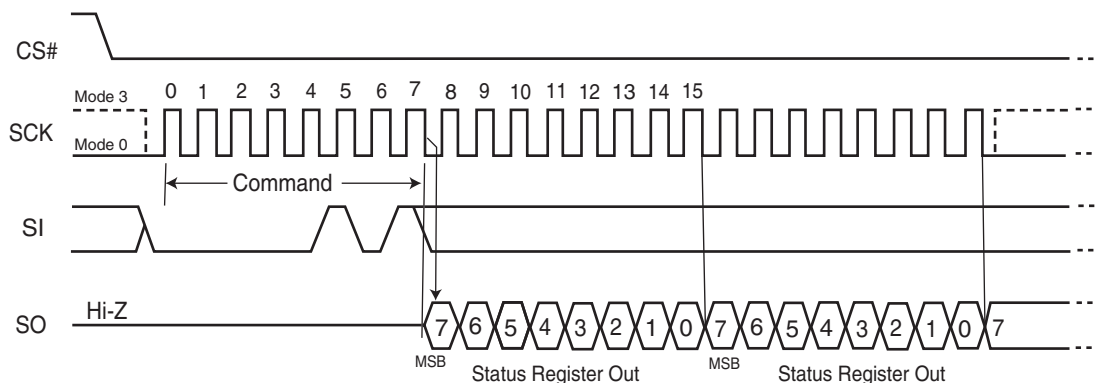 CS#
Mode 3
0 1 2 3 4 5 6 7 8 9 10 11 12 13 14 15
SCK
Mode 0
Command
SI
Hi-Z
SO
7 6 5 4 3 2 1 0 7 6 5 4 3 2 1 0 7
MSB
Status Register Out
MSB
Status Register Out